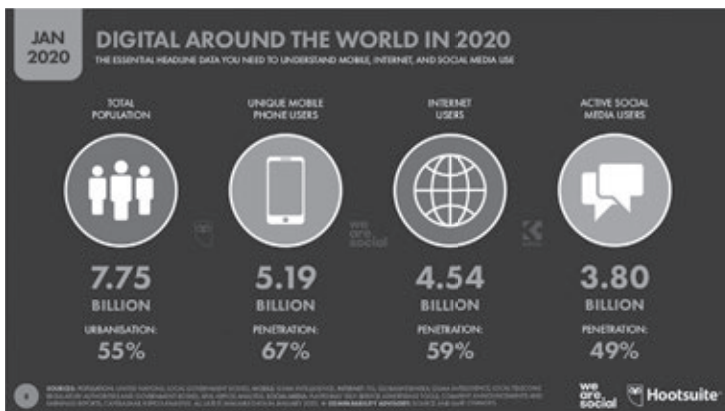 JAN
2020
DIGITAL AROUND THE WORLD IN 2020
THE ESSENTIAL HEADLINE DATA YOU NEED TO UNDERSTAND MOBILE, INTERNET, AND SOCIAL MEDIA USE
TOTAL
POPULATION
UNIQUE MOBILE
PHONE USERS
INTERNET
USERS
ACTIVE SOCIAL
MEDIA USERS
we
are
social
7.75
BILLION
URBANISATION:
55%
5.19
BILLION
PENETRATION:
67%
4.54
BILLION
PENETRATION:
59%
3.80
BILLION
PENETRATION:
49%
we
are
social
Hootsuite